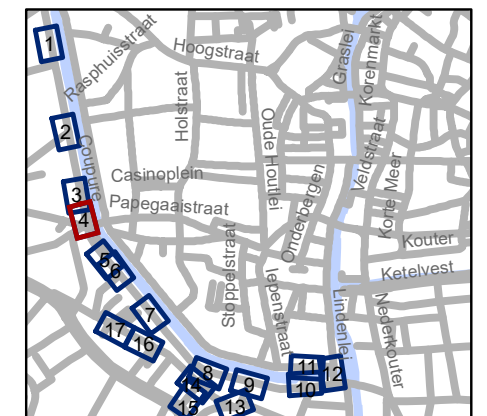 1
Rasphuisstraat
Hoogstraat
Graslei
Korenmarkt
2
Coupure
Holstraat
Oude Houtlei
Veldstraat
3
Casinoplein
Papegaaistraat
Onderbergen
Korte Meer
4
Kouter
Ketelvest
5
6
7
Stoppelstraat
Iepenstraat
Lindenlei
Nederkouter
17
16
8
11
12
14
9
10
15
13